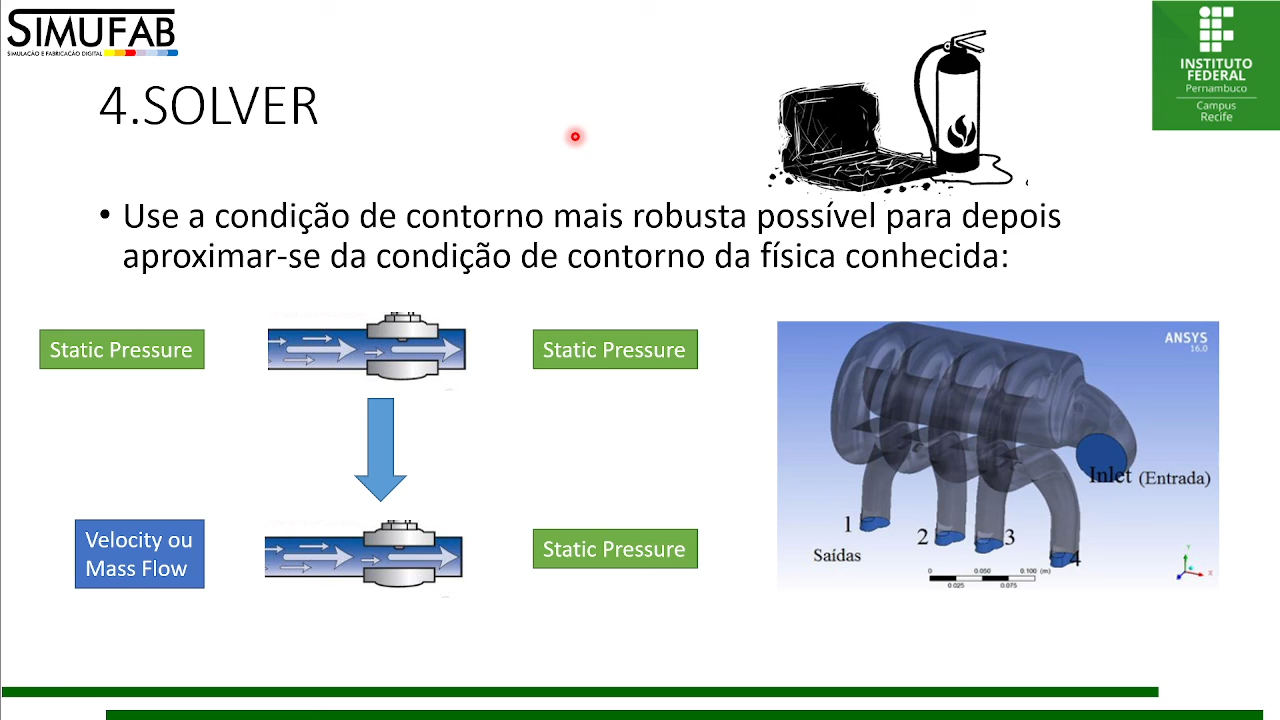 SIMUFAB
SIMULAÇÃO E FABRICAÇÃO DIGITAL
INSTITUTO
FEDERAL
Pernambuco
Campus
Recife
4.SOLVER
• Use a condição de contorno mais robusta possível para depois
aproximar-se da condição de contorno da física conhecida:
Static Pressure
Static Pressure
Velocity ou
Mass Flow
Static Pressure
ANSYS
16.0
Inlet (Entrada)
1
2
3
4
Saídas
0
0.050
0.100 (m)
0.025
0.075
Y
X